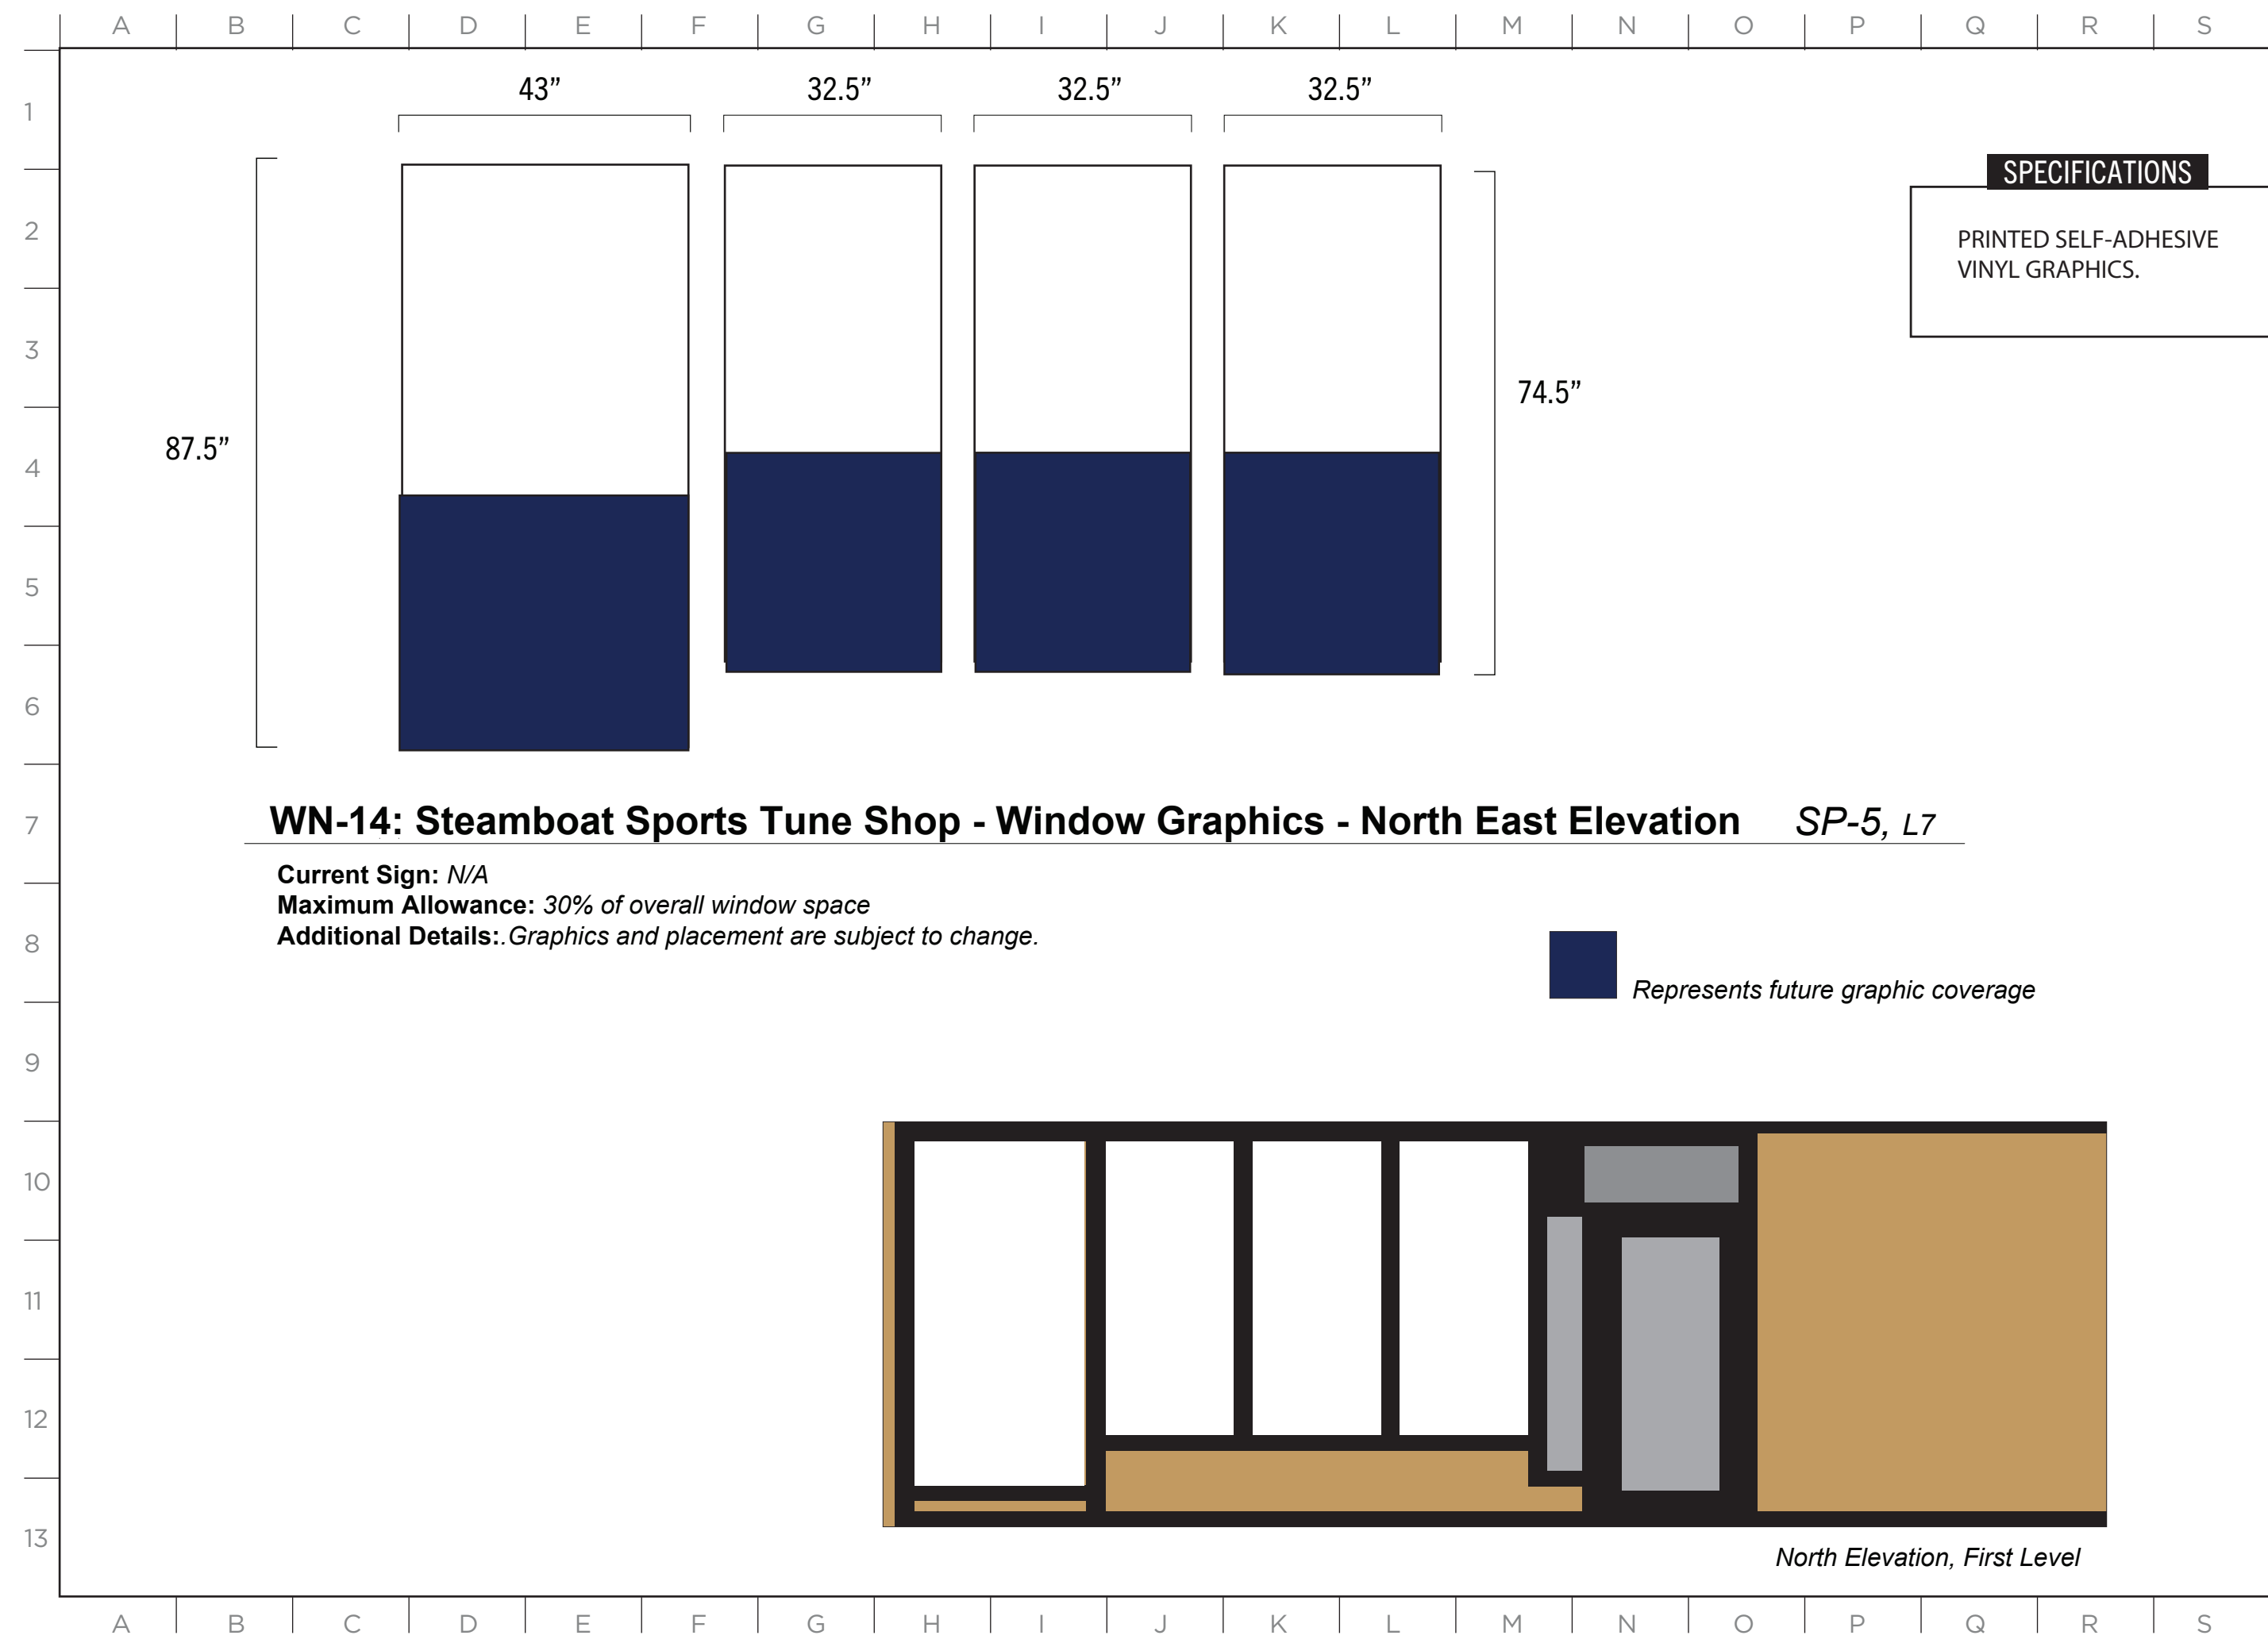 A B C D E F G H I J K L M N O P Q R S
43” 32.5” 32.5” 32.5”
1
SPECIFICATIONS
2
PRINTED SELF-ADHESIVE
VINYL GRAPHICS.
3
74.5”
87.5”
4
5
6
WN-14: Steamboat Sports Tune Shop - Window Graphics - North East Elevation SP-5, L7
7
Current Sign: N/A
Maximum Allowance: 30% of overall window space
Additional Details:.Graphics and placement are subject to change.
8
Represents future graphic coverage
9
10
11
12
13
North Elevation, First Level
A B C D E F G H I J K L M N O P Q R S